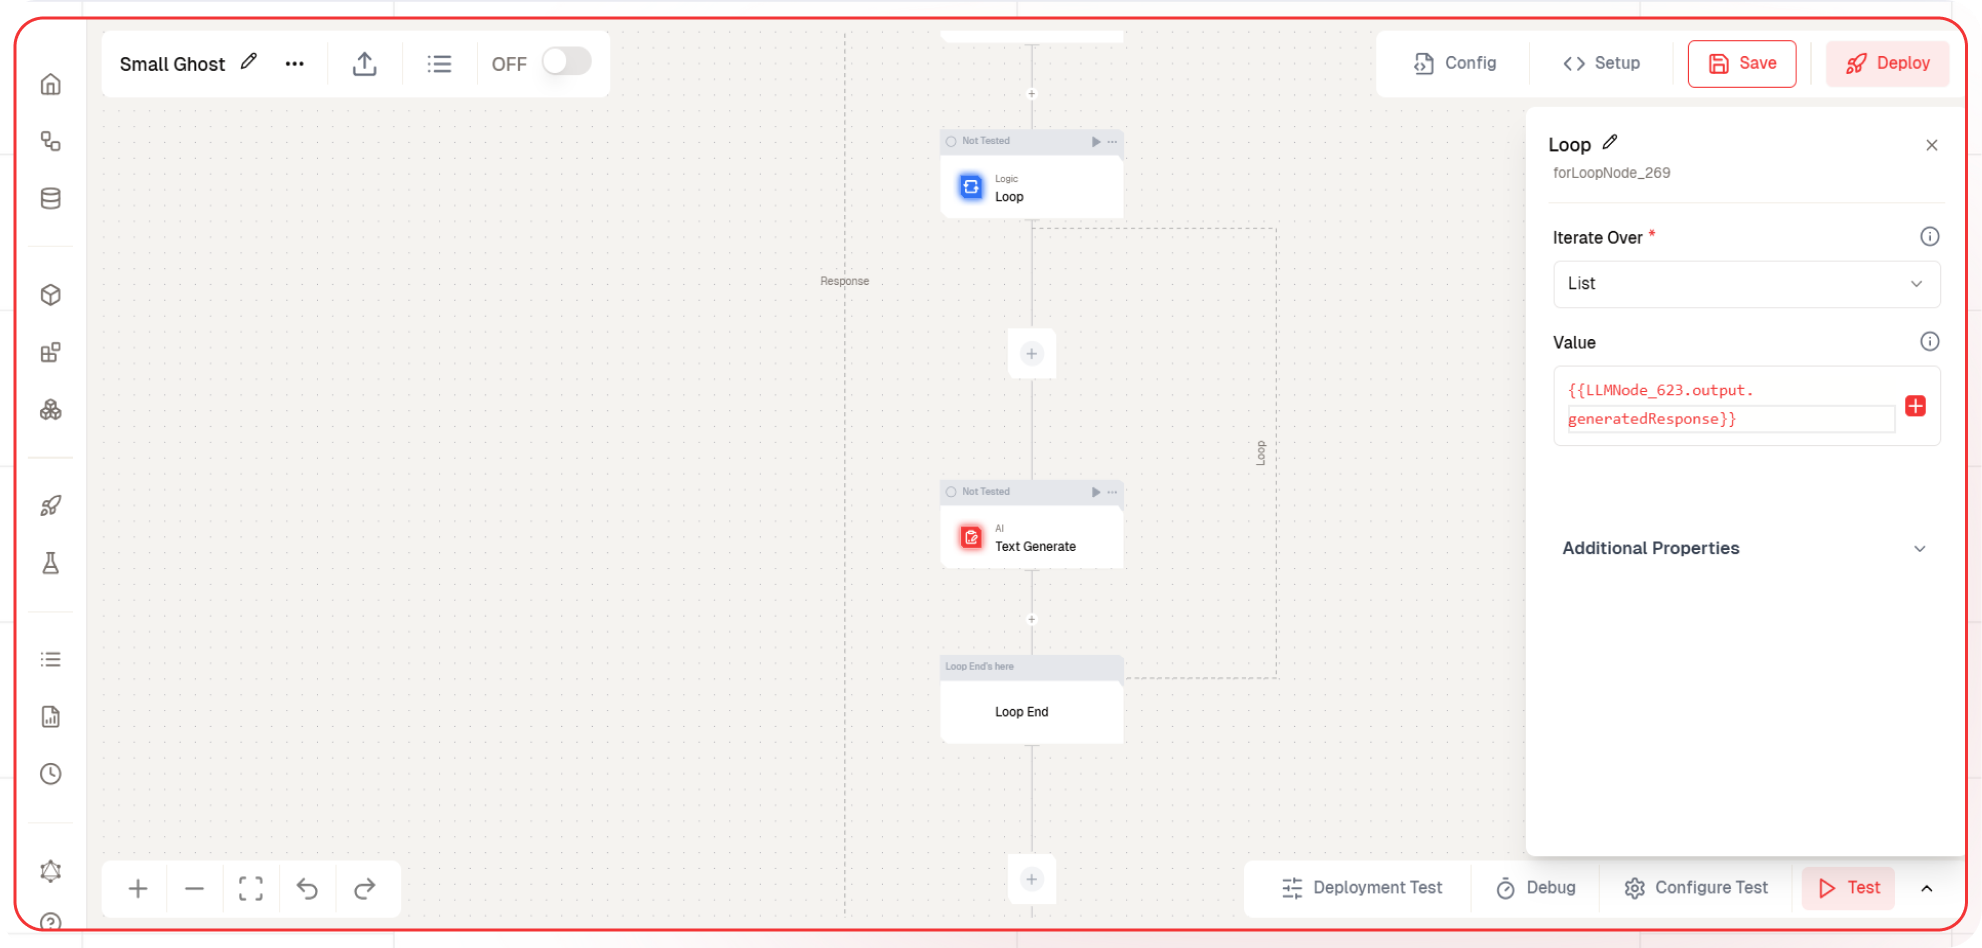 Small Ghost
OFF
Config
Setup
Save
Deploy
Not Tested
Logic
Loop
Response
Loop
Not Tested
AI
Text Generate
Loop End's here
Loop End
Loop
forLoopNode_269
Iterate Over *
List
Value
{{LLMNode_623.output.
generatedResponse}}
Additional Properties
Deployment Test
Debug
Configure Test
Test